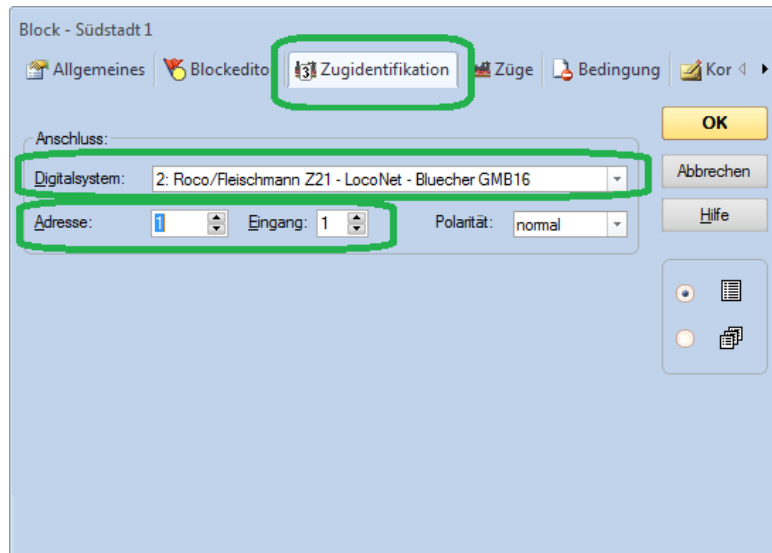 Block - Südstadt 1
Allgemeines Blockedito Zugidentifikation Züge Bedingung Kor
OK
Anschluss:
Digitalsystem: 2: Roco/Fleischmann Z21 - LocoNet - Bluecher GMB16
Abbrechen
Adresse: 1 Eingang: 1 Polarität: normal
Hilfe